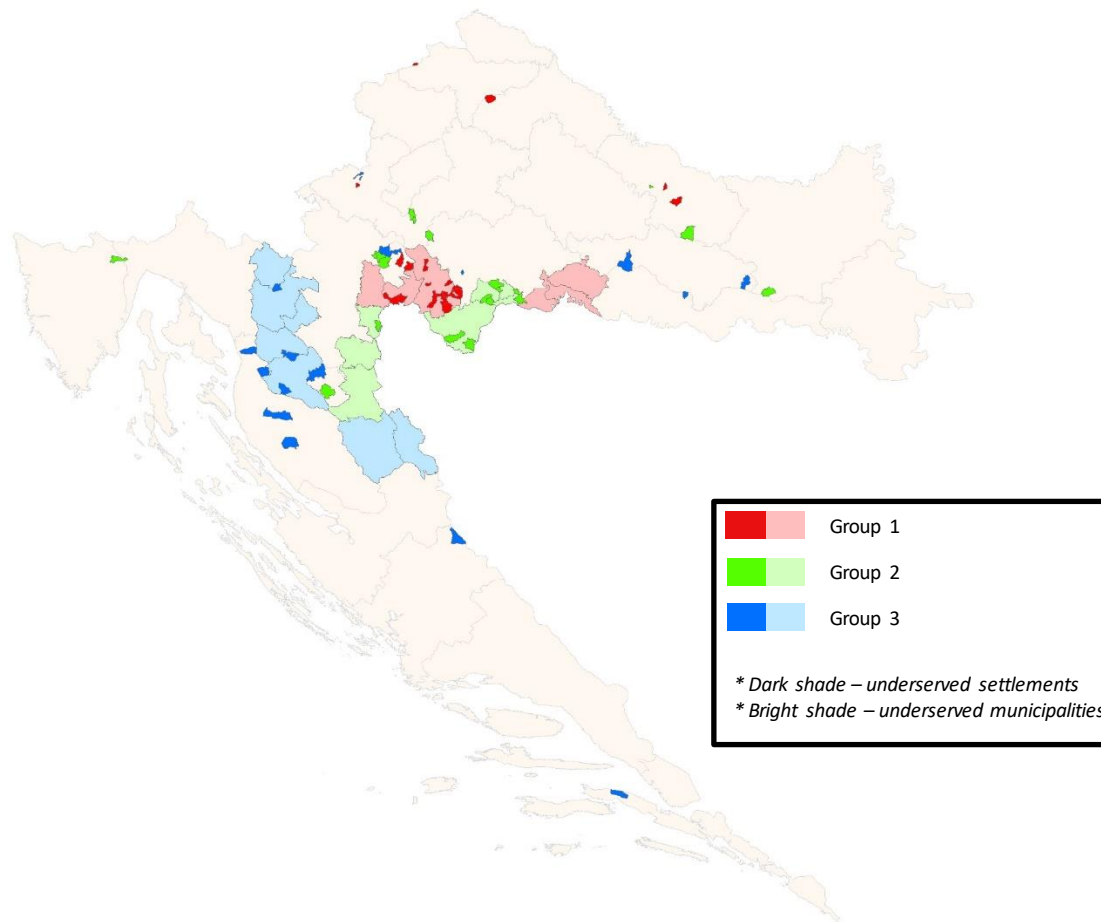 Group 1
Group 2
Group 3
* Dark shade – underserved settlements
* Bright shade – underserved municipalities